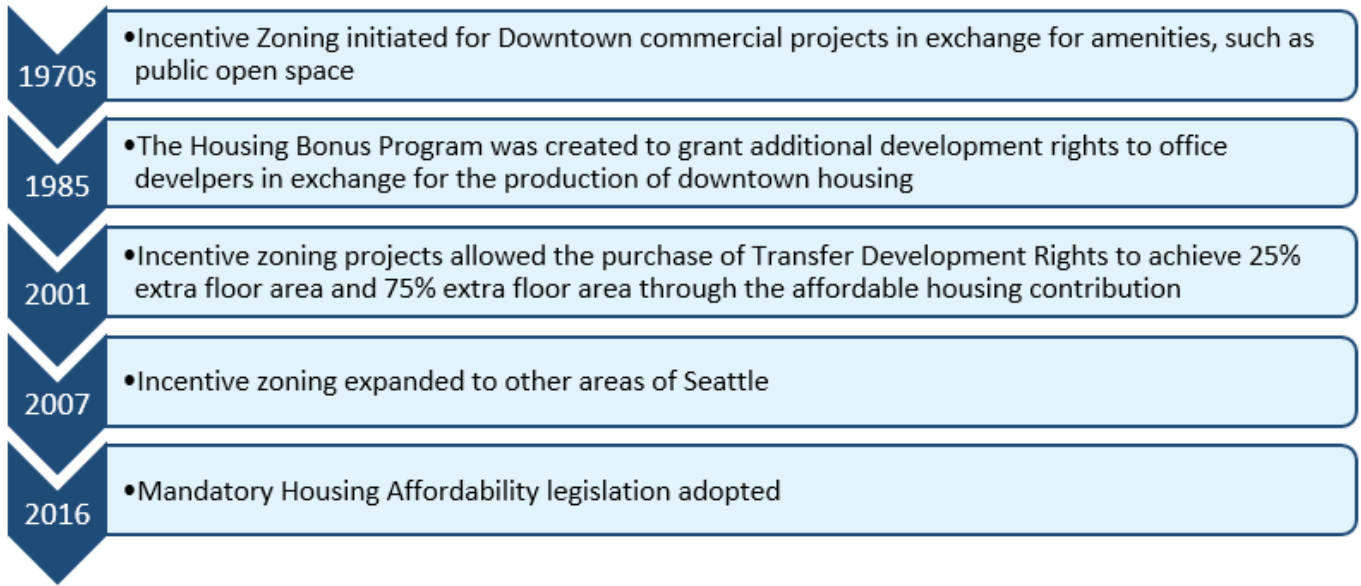 1970s
•Incentive Zoning initiated for Downtown commercial projects in exchange for amenities, such as
public open space
1985
•The Housing Bonus Program was created to grant additional development rights to office
develpers in exchange for the production of downtown housing
2001
•Incentive zoning projects allowed the purchase of Transfer Development Rights to achieve 25%
extra floor area and 75% extra floor area through the affordable housing contribution
2007
•Incentive zoning expanded to other areas of Seattle
2016
•Mandatory Housing Affordability legislation adopted